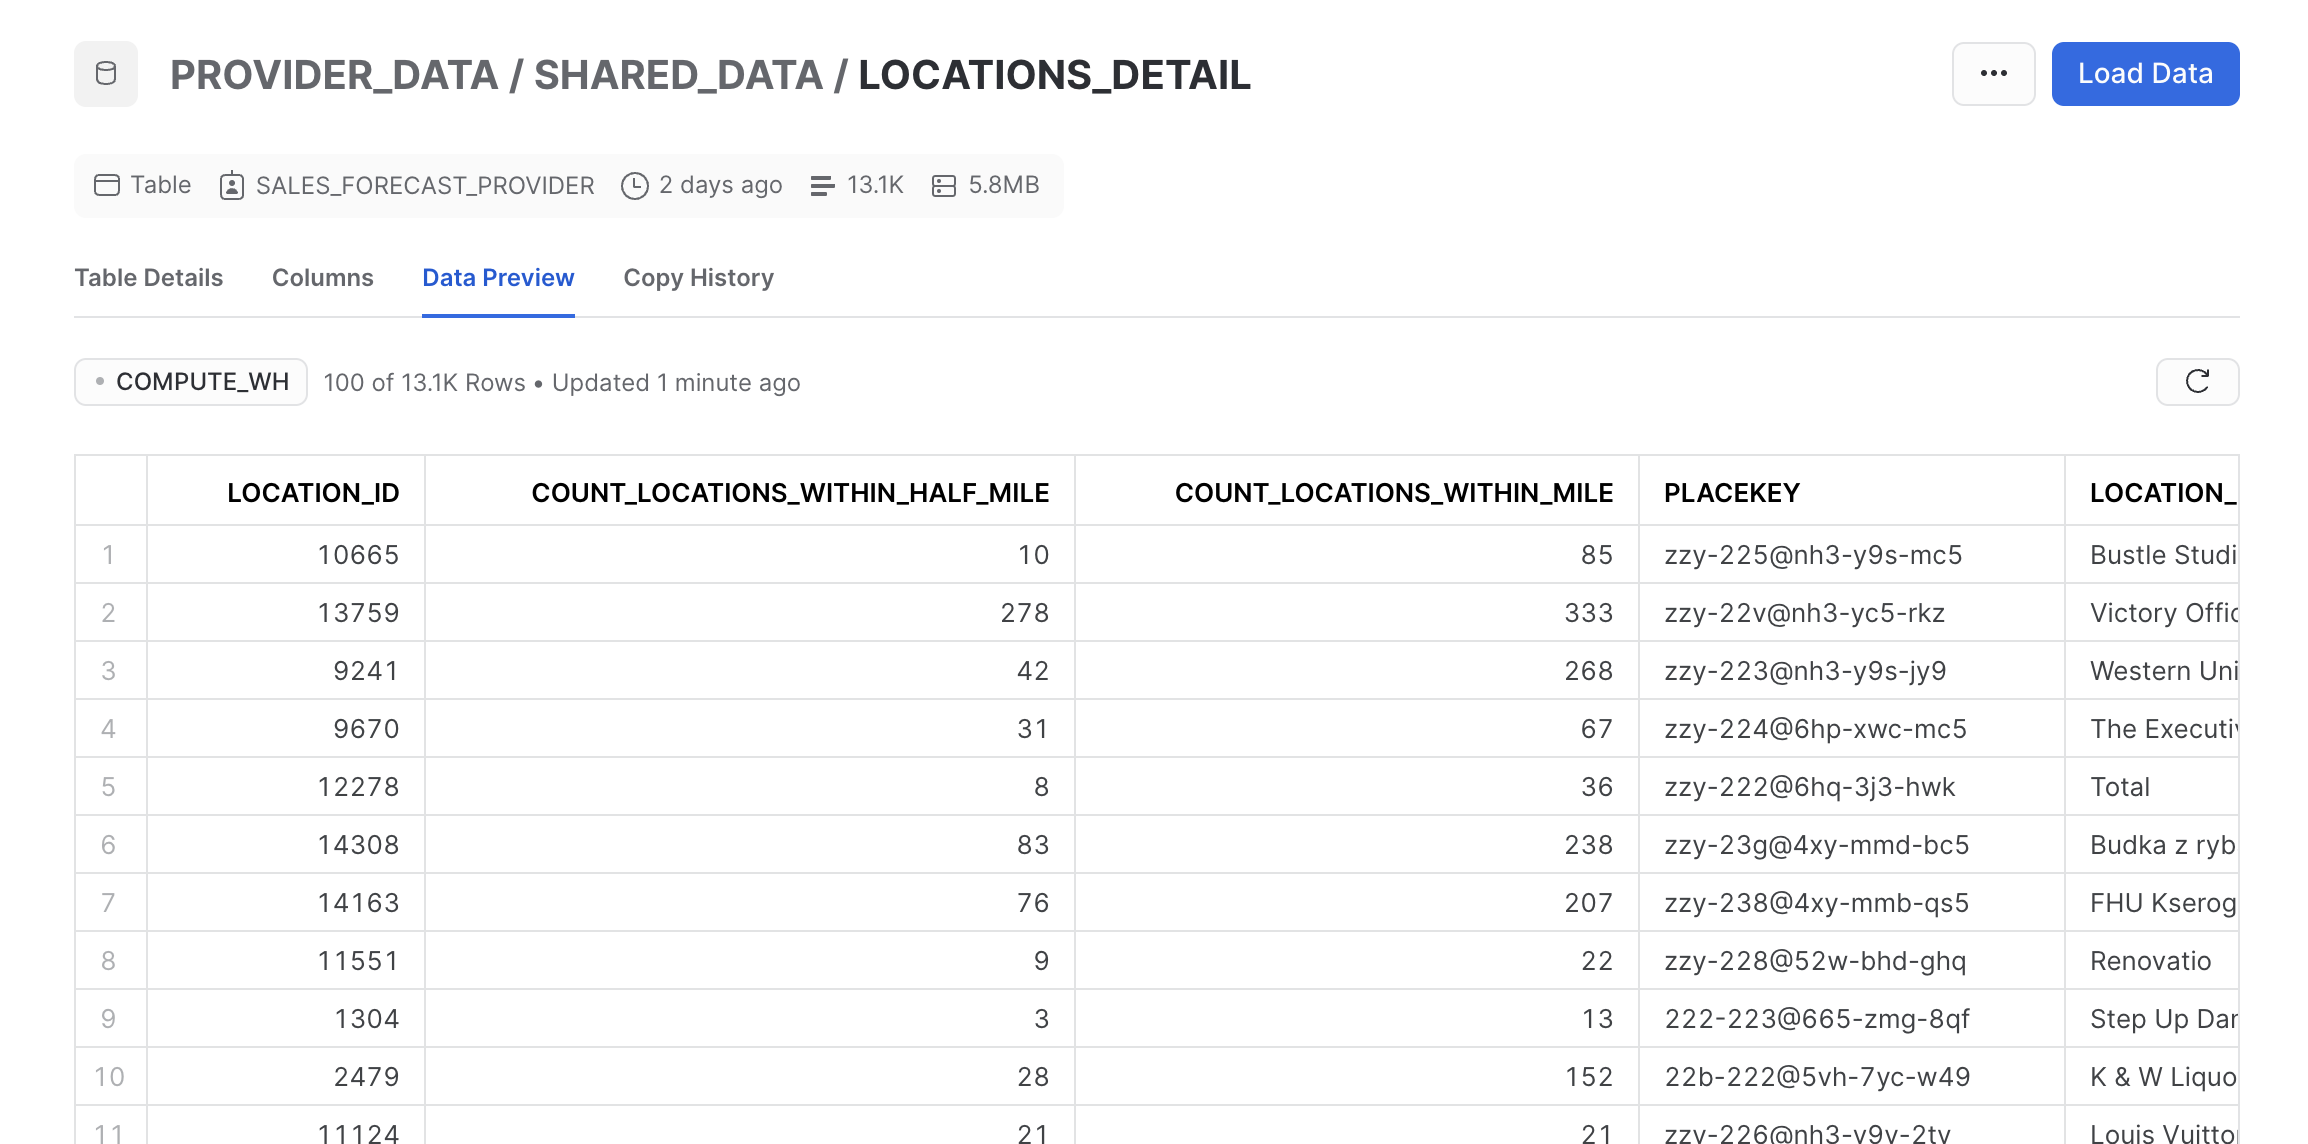 PROVIDER_DATA / SHARED_DATA / LOCATIONS_DETAIL
... Load Data
Table SALES_FORECAST_PROVIDER 2 days ago 13.1K 5.8MB
Table Details Columns Data Preview Copy History
COMPUTE_WH 100 of 13.1K Rows • Updated 1 minute ago
LOCATION_ID COUNT_LOCATIONS_WITHIN_HALF_MILE COUNT_LOCATIONS_WITHIN_MILE PLACEKEY LOCATION_
1 10665 10 85 zzy-225@nh3-y9s-mc5 Bustle Studi
2 13759 278 333 zzy-22v@nh3-yc5-rkz Victory Offic
3 9241 42 268 zzy-223@nh3-y9s-jy9 Western Uni
4 9670 31 67 zzy-224@6hp-xwc-mc5 The Executiv
5 12278 8 36 zzy-222@6hq-3j3-hwk Total
6 14308 83 238 zzy-23g@4xy-mmd-bc5 Budka z ryb
7 14163 76 207 zzy-238@4xy-mmb-qs5 FHU Kserog
8 11551 9 22 zzy-228@52w-bhd-ghq Renovatio
9 1304 3 13 222-223@665-zmg-8qf Step Up Dan
10 2479 28 152 22b-222@5vh-7yc-w49 K & W Liquo
11 11124 21 21 zzy-226@nh3-y9v-2tv Louis Vuitton